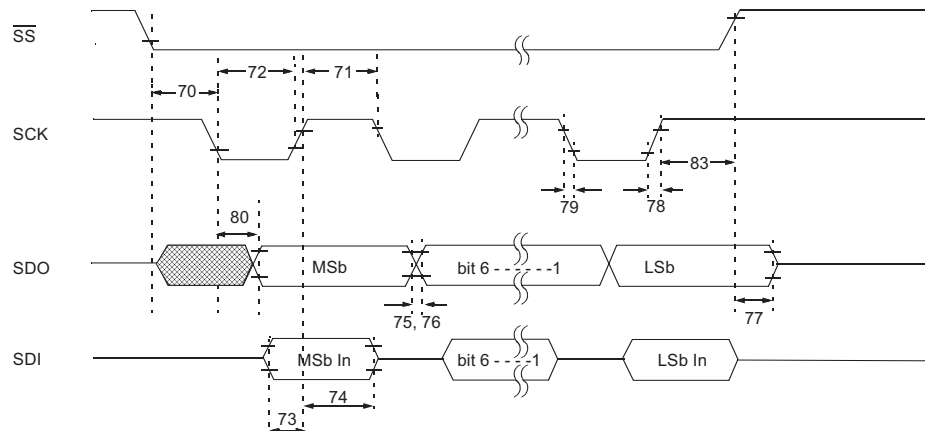 SS
72
71
70
SCK
83
79
78
80
SDO
MSb
bit 6 - - - - - -1
LSb
75, 76
77
SDI
MSb In
bit 6 - - - - -1
LSb In
74
73